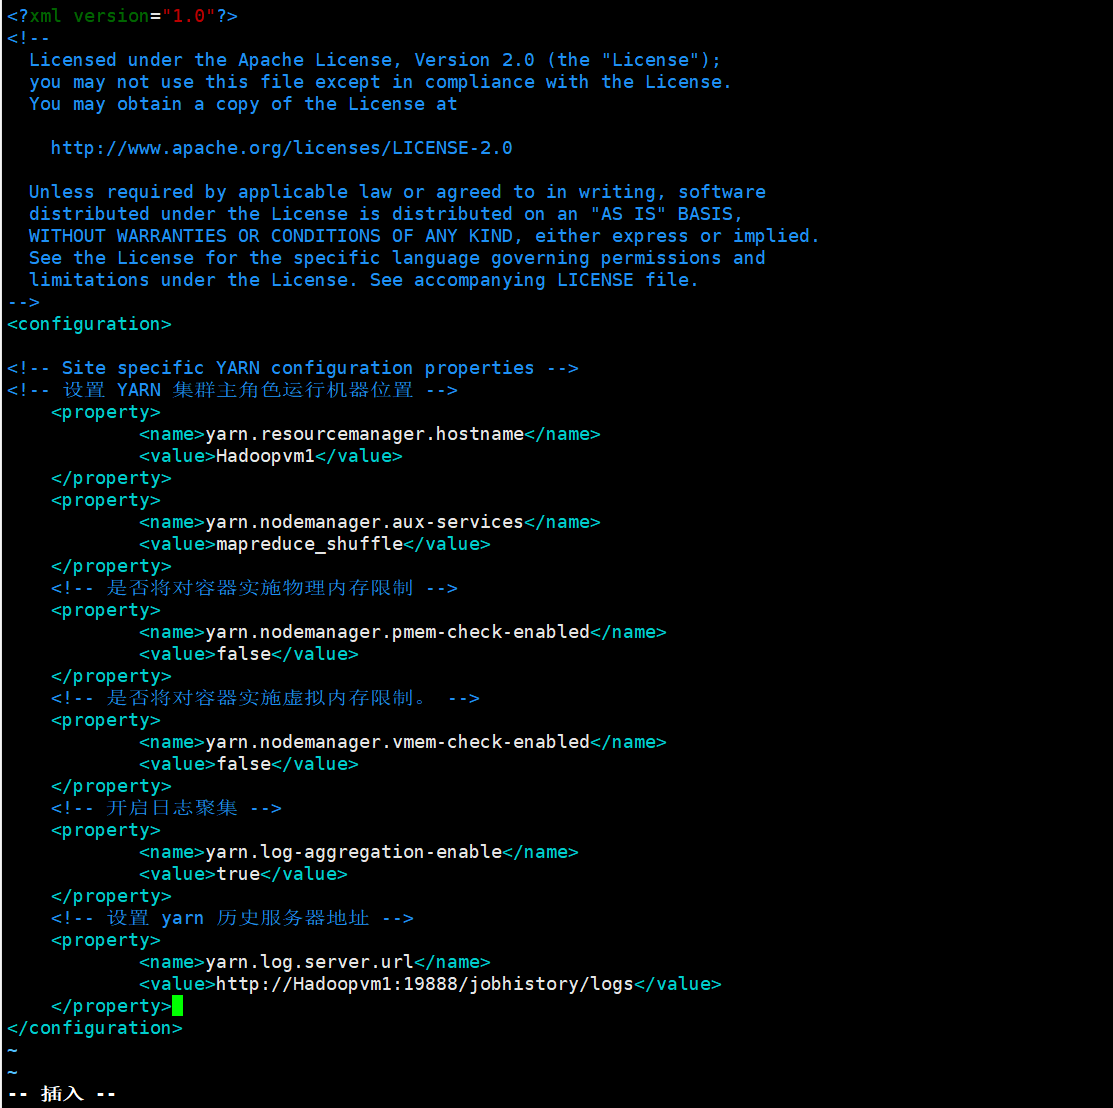 <?xml version="1.0"?>
<!--
  Licensed under the Apache License, Version 2.0 (the "License");
  you may not use this file except in compliance with the License.
  You may obtain a copy of the License at

    http://www.apache.org/licenses/LICENSE-2.0

  Unless required by applicable law or agreed to in writing, software
  distributed under the License is distributed on an "AS IS" BASIS,
  WITHOUT WARRANTIES OR CONDITIONS OF ANY KIND, either express or implied.
  See the License for the specific language governing permissions and
  limitations under the License. See accompanying LICENSE file.
-->
<configuration>

<!-- Site specific YARN configuration properties -->
<!-- 设置 YARN 集群主角色运行机器位置 -->
    <property>
            <name>yarn.resourcemanager.hostname</name>
            <value>Hadoopvm1</value>
    </property>
    <property>
            <name>yarn.nodemanager.aux-services</name>
            <value>mapreduce_shuffle</value>
    </property>
    <!-- 是否将对容器实施物理内存限制 -->
    <property>
            <name>yarn.nodemanager.pmem-check-enabled</name>
            <value>false</value>
    </property>
    <!-- 是否将对容器实施虚拟内存限制。 -->
    <property>
            <name>yarn.nodemanager.vmem-check-enabled</name>
            <value>false</value>
    </property>
    <!-- 开启日志聚集 -->
    <property>
            <name>yarn.log-aggregation-enable</name>
            <value>true</value>
    </property>
    <!-- 设置 yarn 历史服务器地址 -->
    <property>
            <name>yarn.log.server.url</name>
            <value>http://Hadoopvm1:19888/jobhistory/logs</value>
    </property>
</configuration>
~
~
-- 插入 --